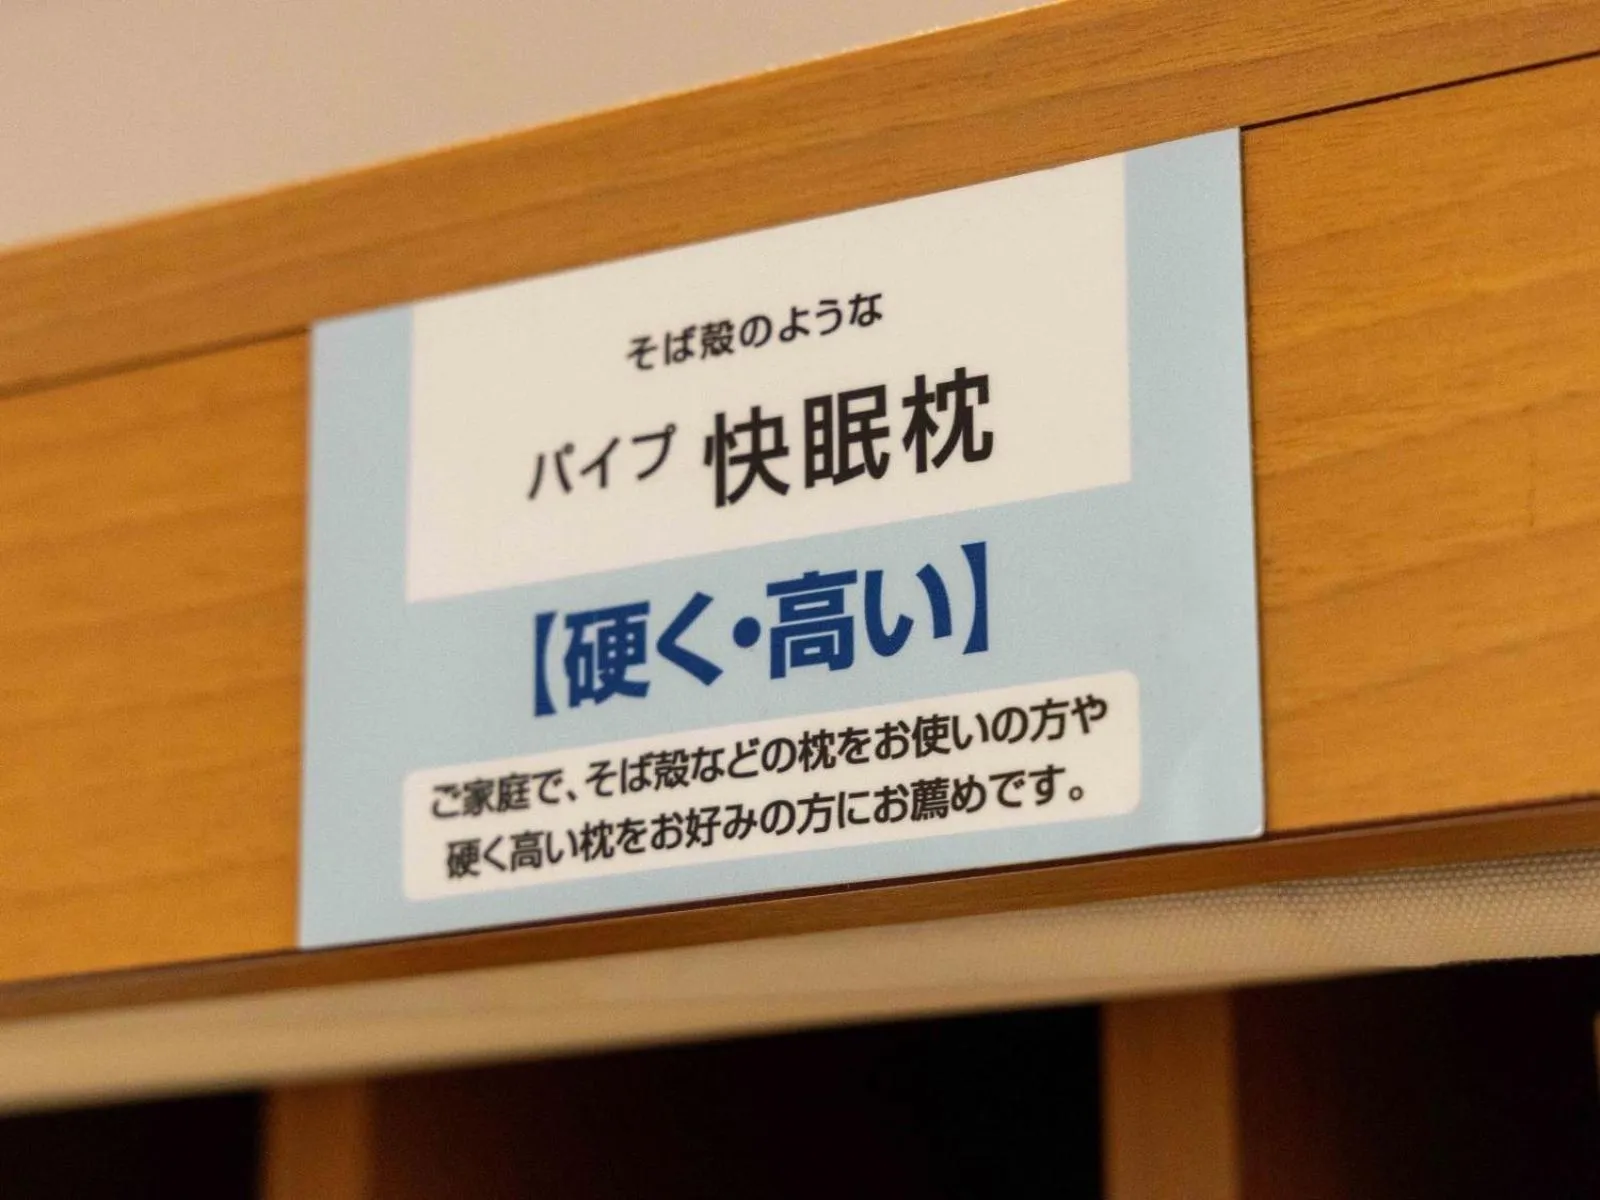 そば殻のような
パイプ 快眠枕
【硬く・高い】
ご家庭で、そば殻などの枕をお使いの方や
硬く高い枕をお好みの方にお薦めです。